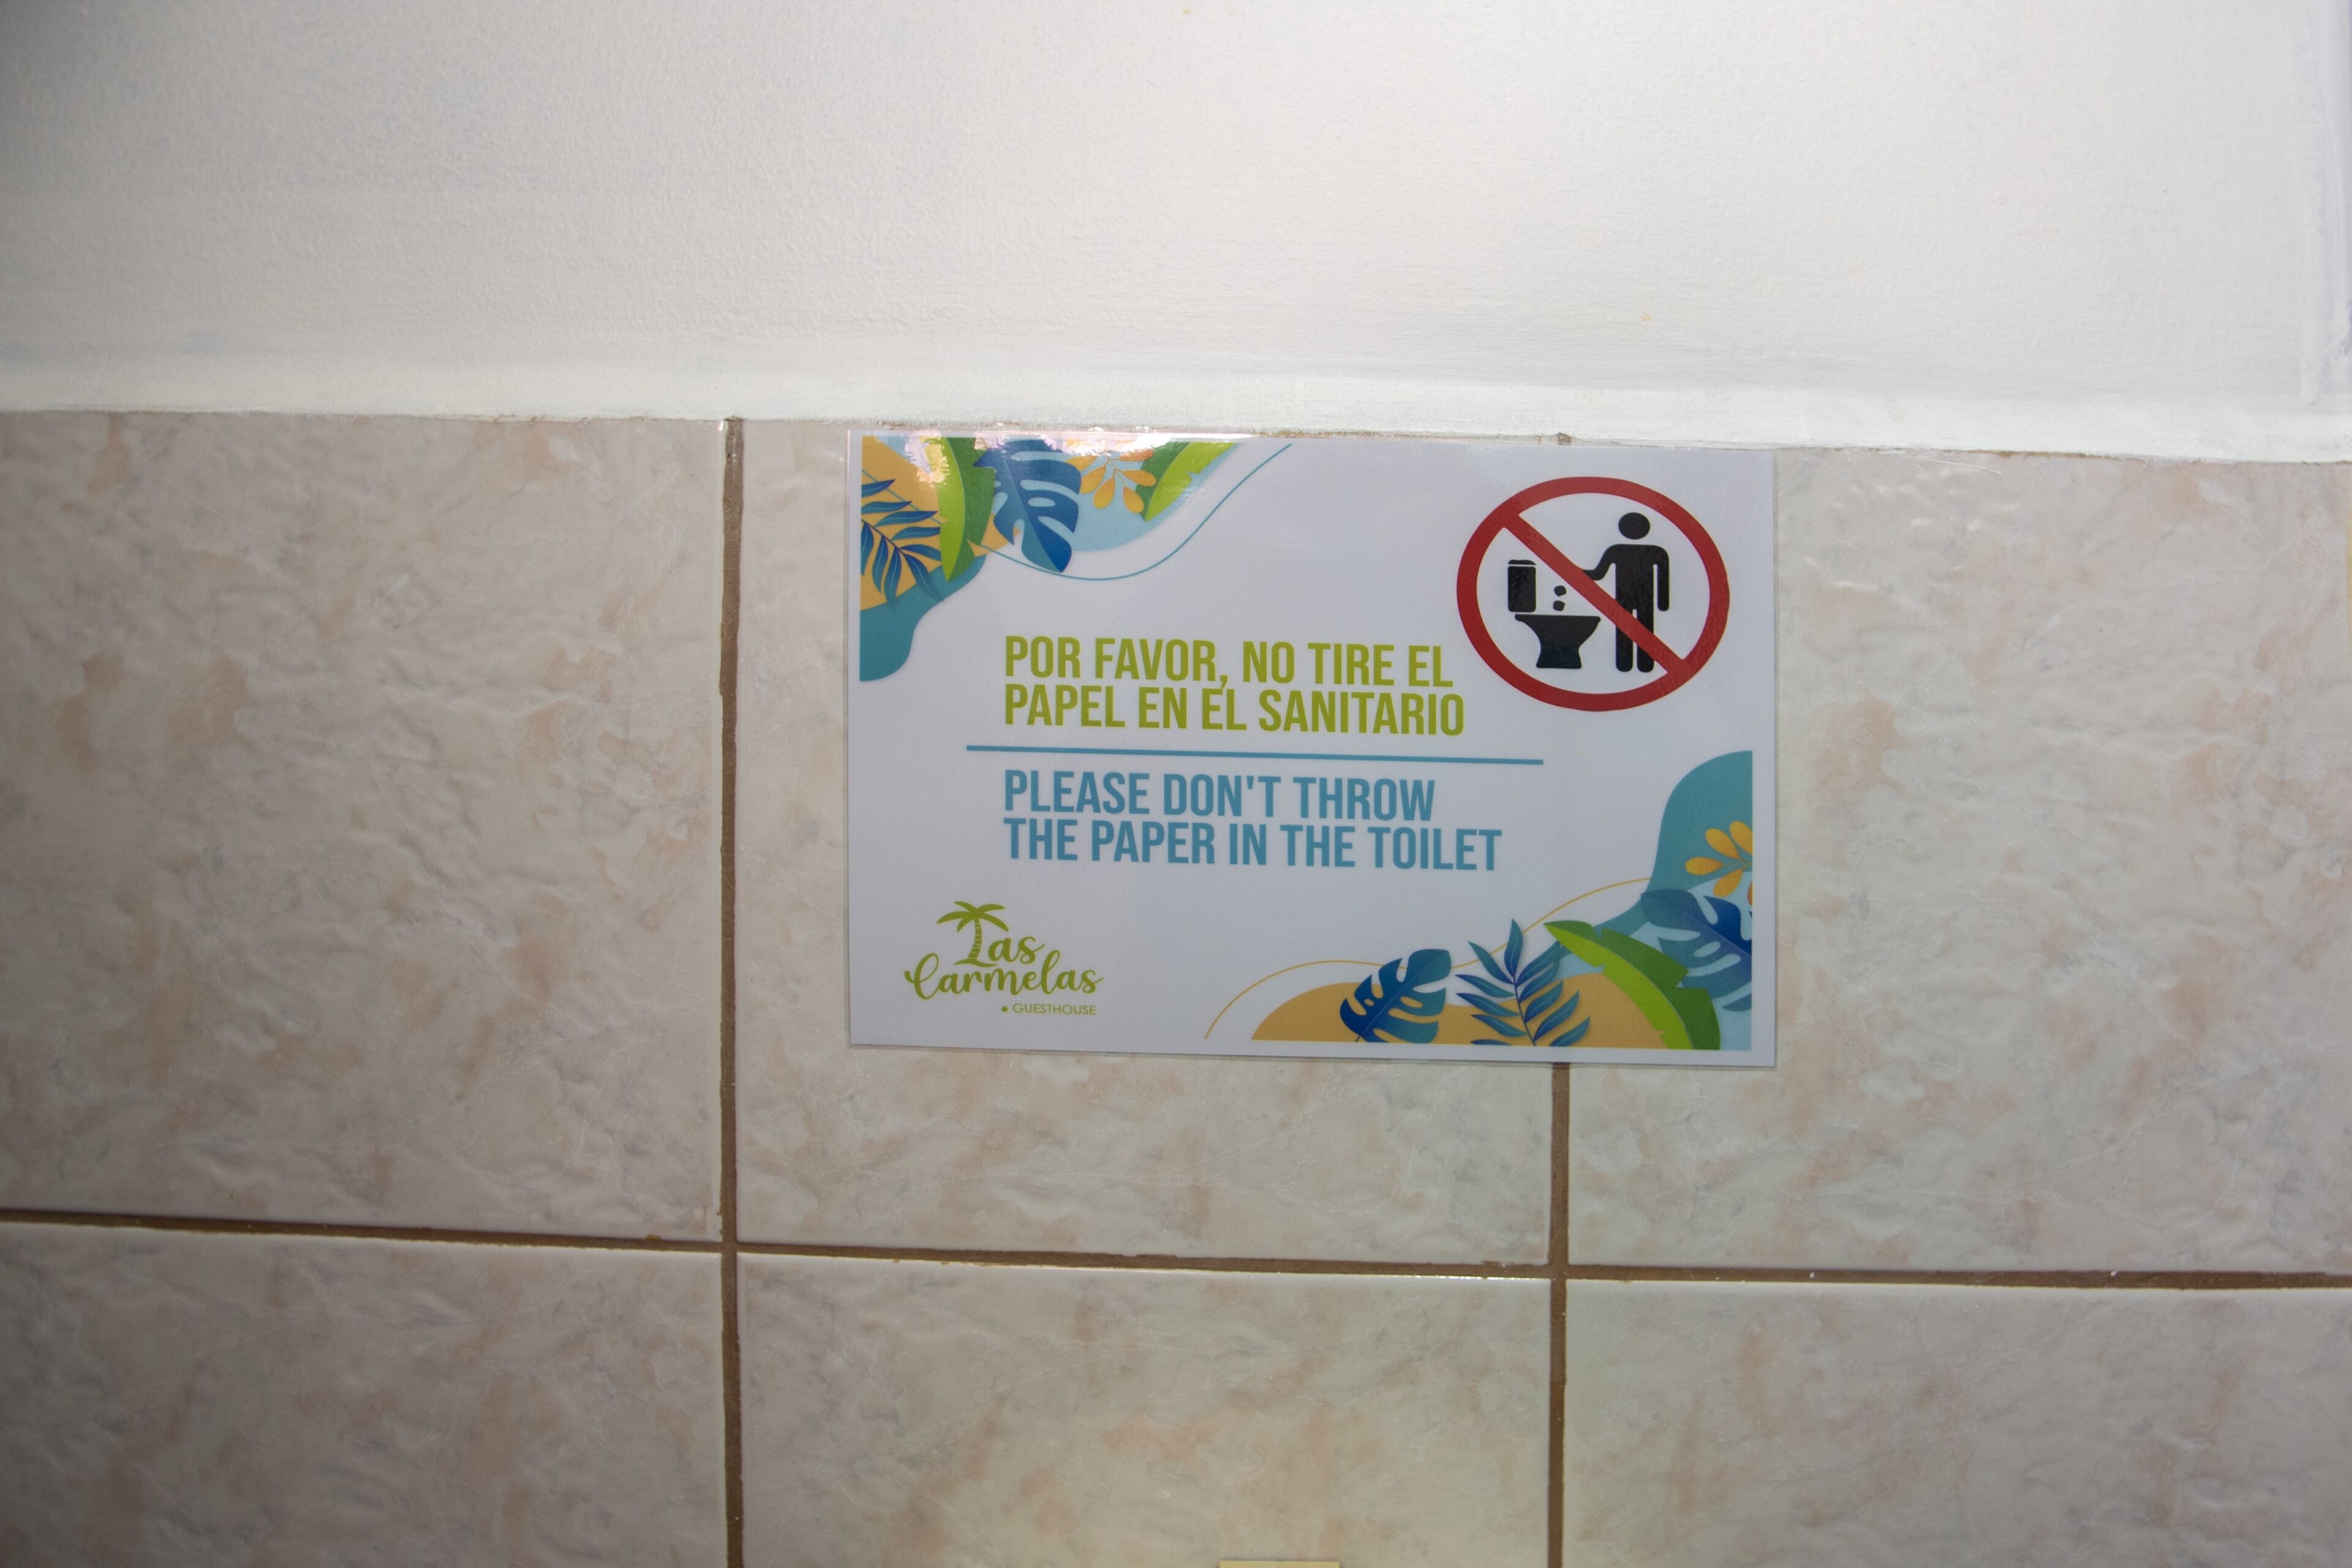 POR FAVOR, NO TIRE EL
PAPEL EN EL SANITARIO
PLEASE DON'T THROW
THE PAPER IN THE TOILET
Las
Carmelas
• GUESTHOUSE